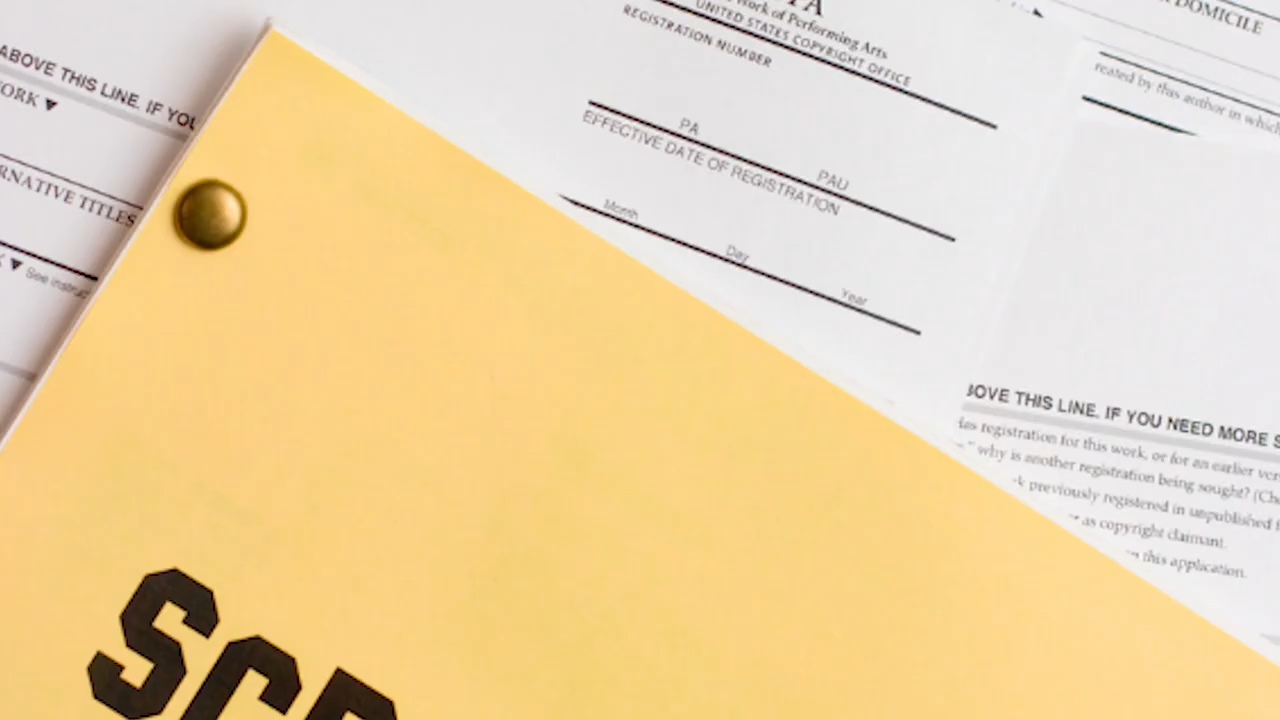 ABOVE THIS LINE. IF YOU
ORK ▼
RNATIVE TITLES
▼ See instruct
Work of Performing Arts
UNITED STATES COPYRIGHT OFFICE
REGISTRATION NUMBER
PA PAU
EFFECTIVE DATE OF REGISTRATION
Month Day Year
DOMICILE
reated by this author in which
BOVE THIS LINE. IF YOU NEED MORE S
Has registration for this work, or for an earlier ver
why is another registration being sought? (Che
previously registered in unpublished f
as copyright claimant.
this application.
SCR